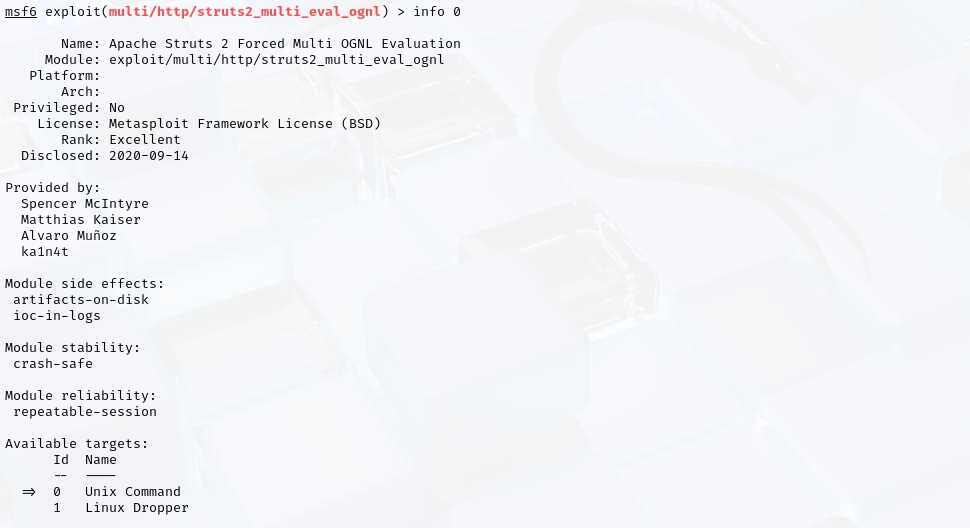 msf6 exploit(multi/http/struts2_multi_eval_ognl) > info 0
Name: Apache Struts 2 Forced Multi OGNL Evaluation
Module: exploit/multi/http/struts2_multi_eval_ognl
Platform:
Arch:
Privileged: No
License: Metasploit Framework License (BSD)
Rank: Excellent
Disclosed: 2020-09-14
Provided by:
Spencer McIntyre
Matthias Kaiser
Alvaro Muñoz
ka1n4t
Module side effects:
artifacts-on-disk
ioc-in-logs
Module stability:
crash-safe
Module reliability:
repeatable-session
Available targets:
Id  Name
--  ----
=>  0   Unix Command
1   Linux Dropper